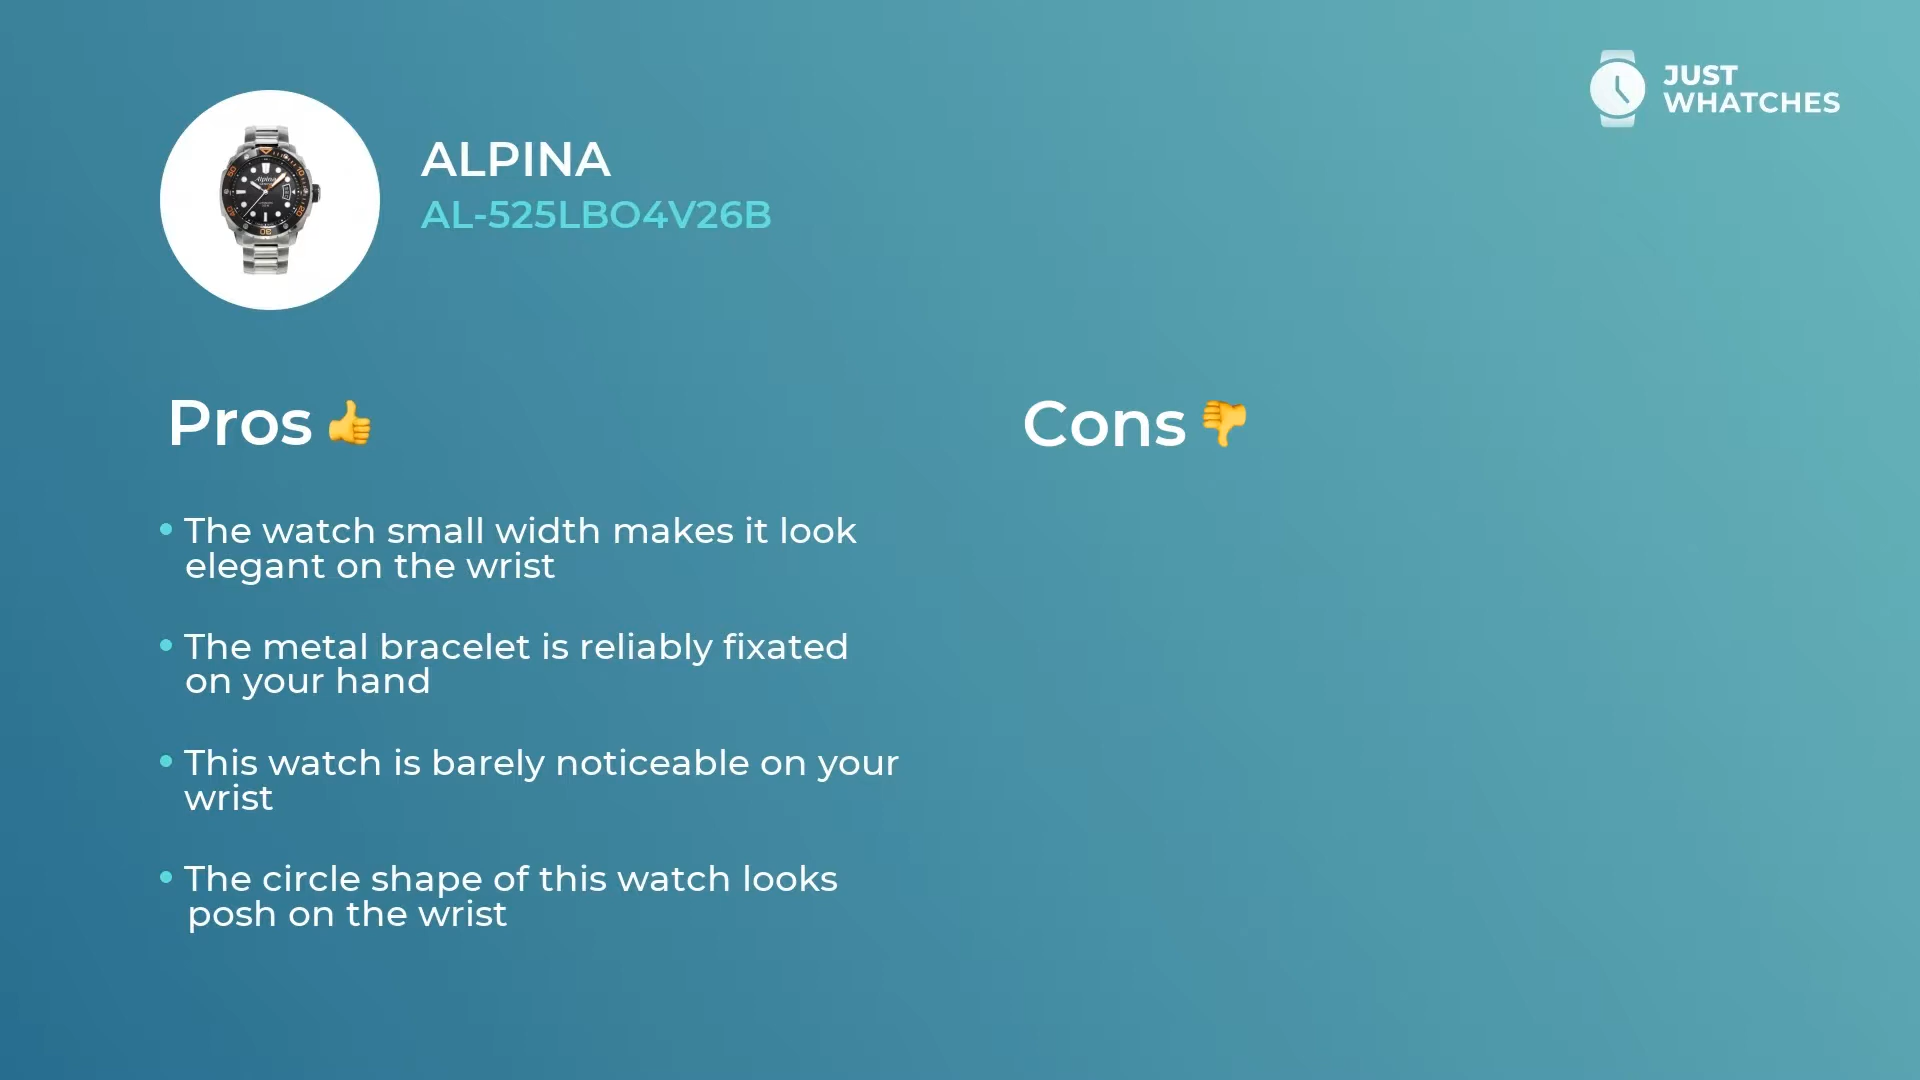 JUST
WHATCHES
ALPINA
AL-525LBO4V26B
Pros 👍
The watch small width makes it look
elegant on the wrist
The metal bracelet is reliably fixated
on your hand
This watch is barely noticeable on your
wrist
The circle shape of this watch looks
posh on the wrist
Cons 👎